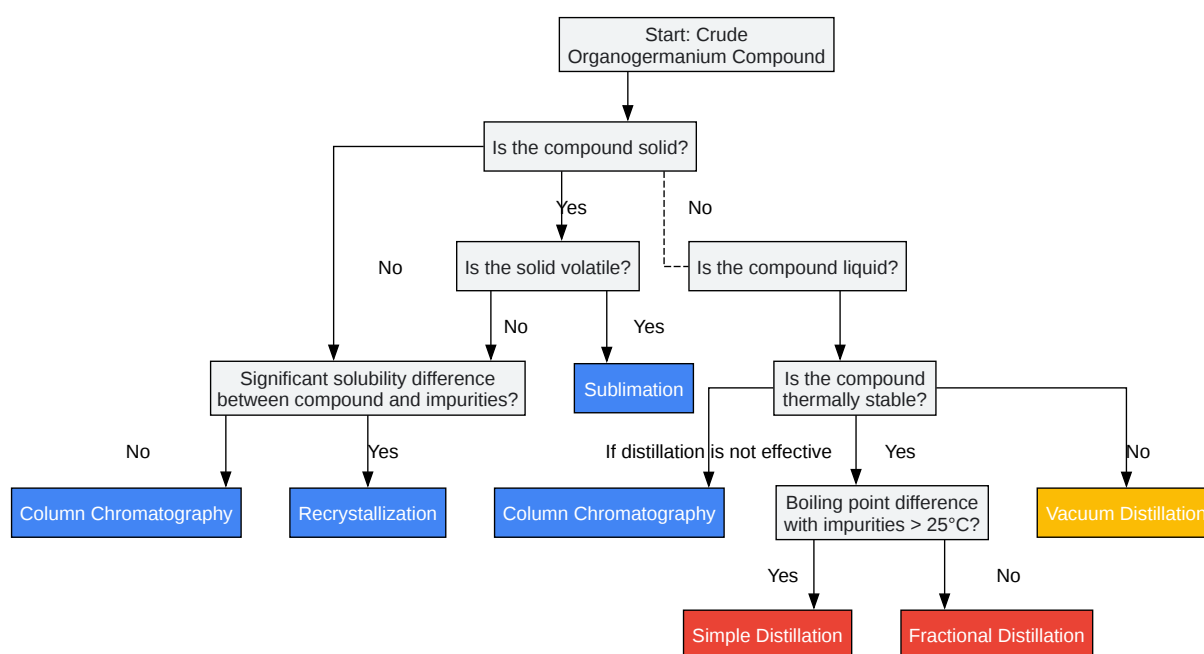 Start: Crude
Organogermanium Compound
Is the compound solid?
Yes
No
No
Is the solid volatile?
Is the compound liquid?
No
Yes
Significant solubility difference
between compound and impurities?
Sublimation
Is the compound
thermally stable?
No
Yes
If distillation is not effective
Yes
No
Column Chromatography
Recrystallization
Column Chromatography
Boiling point difference
with impurities > 25°C?
Vacuum Distillation
Yes
No
Simple Distillation
Fractional Distillation